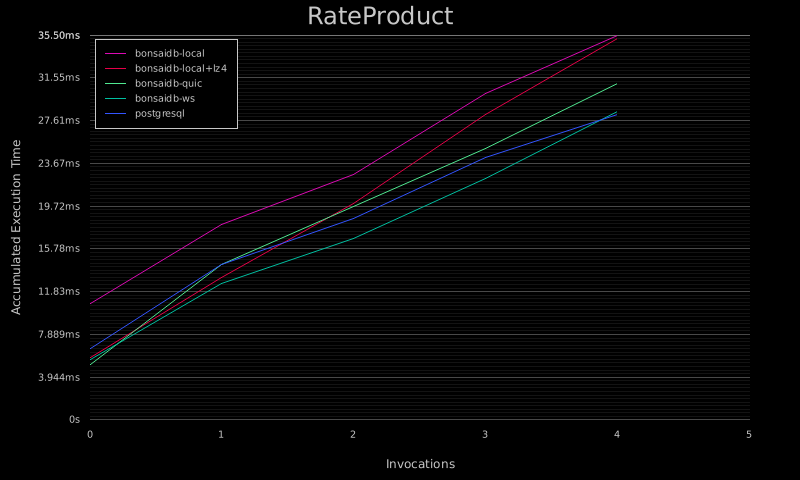 RateProduct
35.50ms
31.55ms
27.61ms
23.67ms
19.72ms
15.78ms
11.83ms
7.889ms
3.944ms
0s
Accumulated Execution Time
bonsaidb-local
bonsaidb-local+lz4
bonsaidb-quic
bonsaidb-ws
postgresql
0 1 2 3 4 5
Invocations